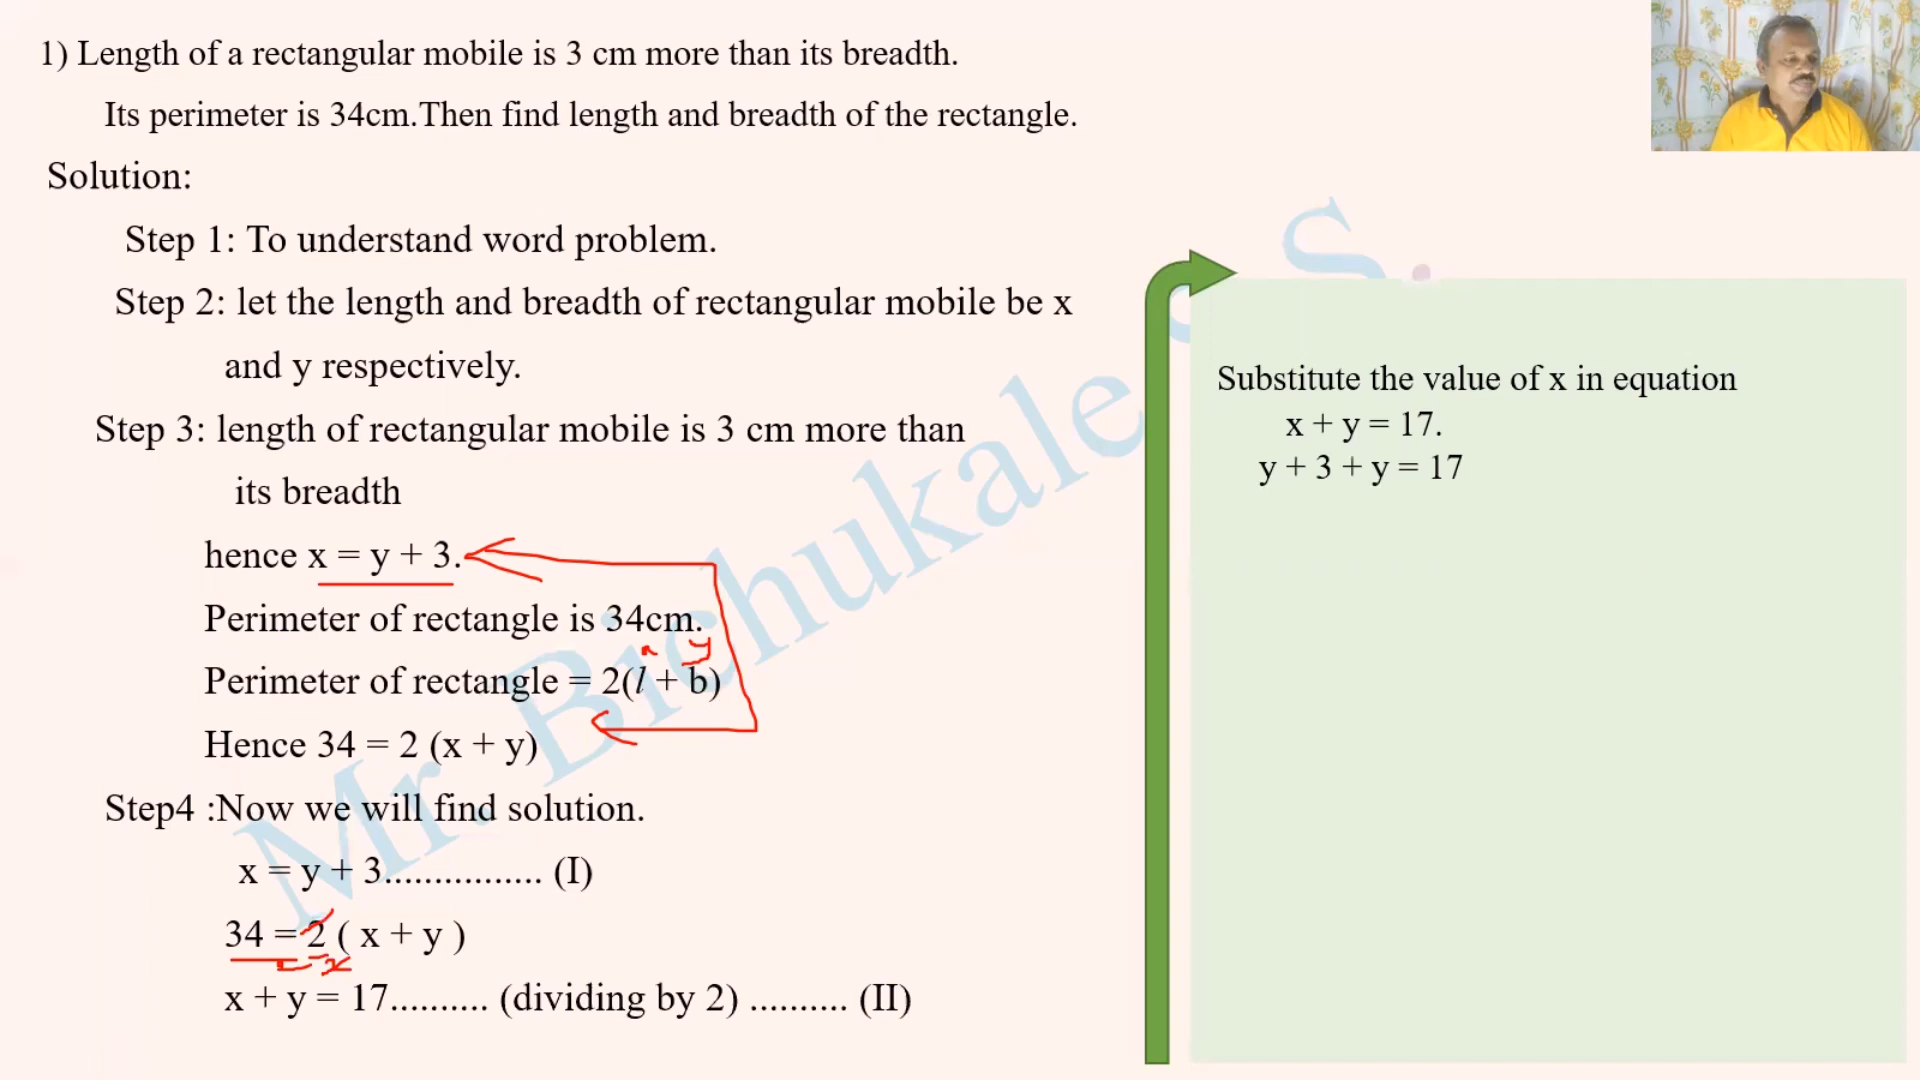 1) Length of a rectangular mobile is 3 cm more than its breadth.
Its perimeter is 34cm.Then find length and breadth of the rectangle.
Solution:
Step 1: To understand word problem.
Step 2: let the length and breadth of rectangular mobile be x
and y respectively.
Step 3: length of rectangular mobile is 3 cm more than
its breadth
hence x = y + 3.
Perimeter of rectangle is 34cm.
y
Perimeter of rectangle = 2(l + b)
Hence 34 = 2 (x + y)
Step4 :Now we will find solution.
x = y + 3................ (I)
34 = 2 ( x + y )
x + y = 17.......... (dividing by 2) .......... (II)
Substitute the value of x in equation
x + y = 17.
y + 3 + y = 17
Mr. Bichukale S. S.